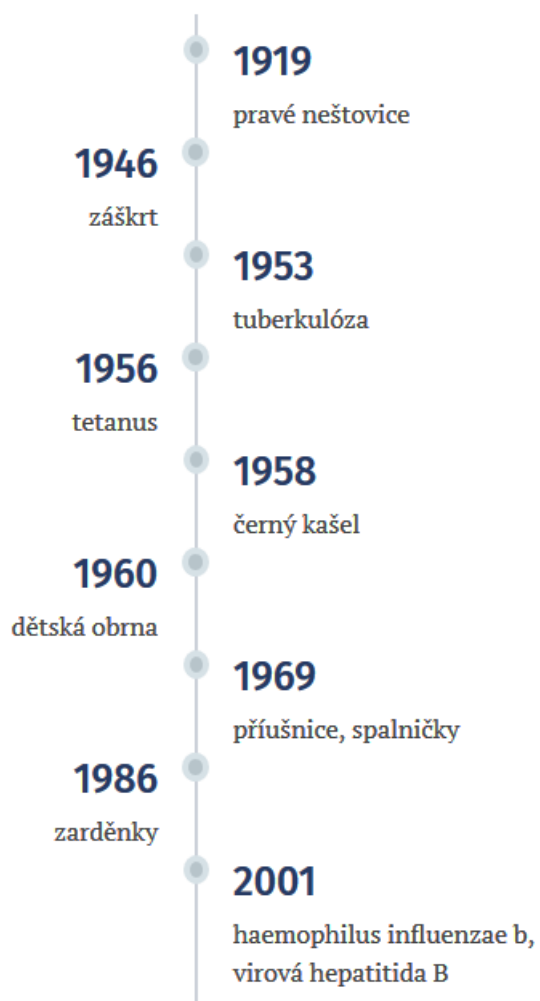 1919
pravé neštovice
1946
záškrt
1953
tuberkulóza
1956
tetanus
1958
černý kašel
1960
dětská obrna
1969
příušnice, spalničky
1986
zarděnky
2001
haemophilus influenzae b,
virová hepatitida B